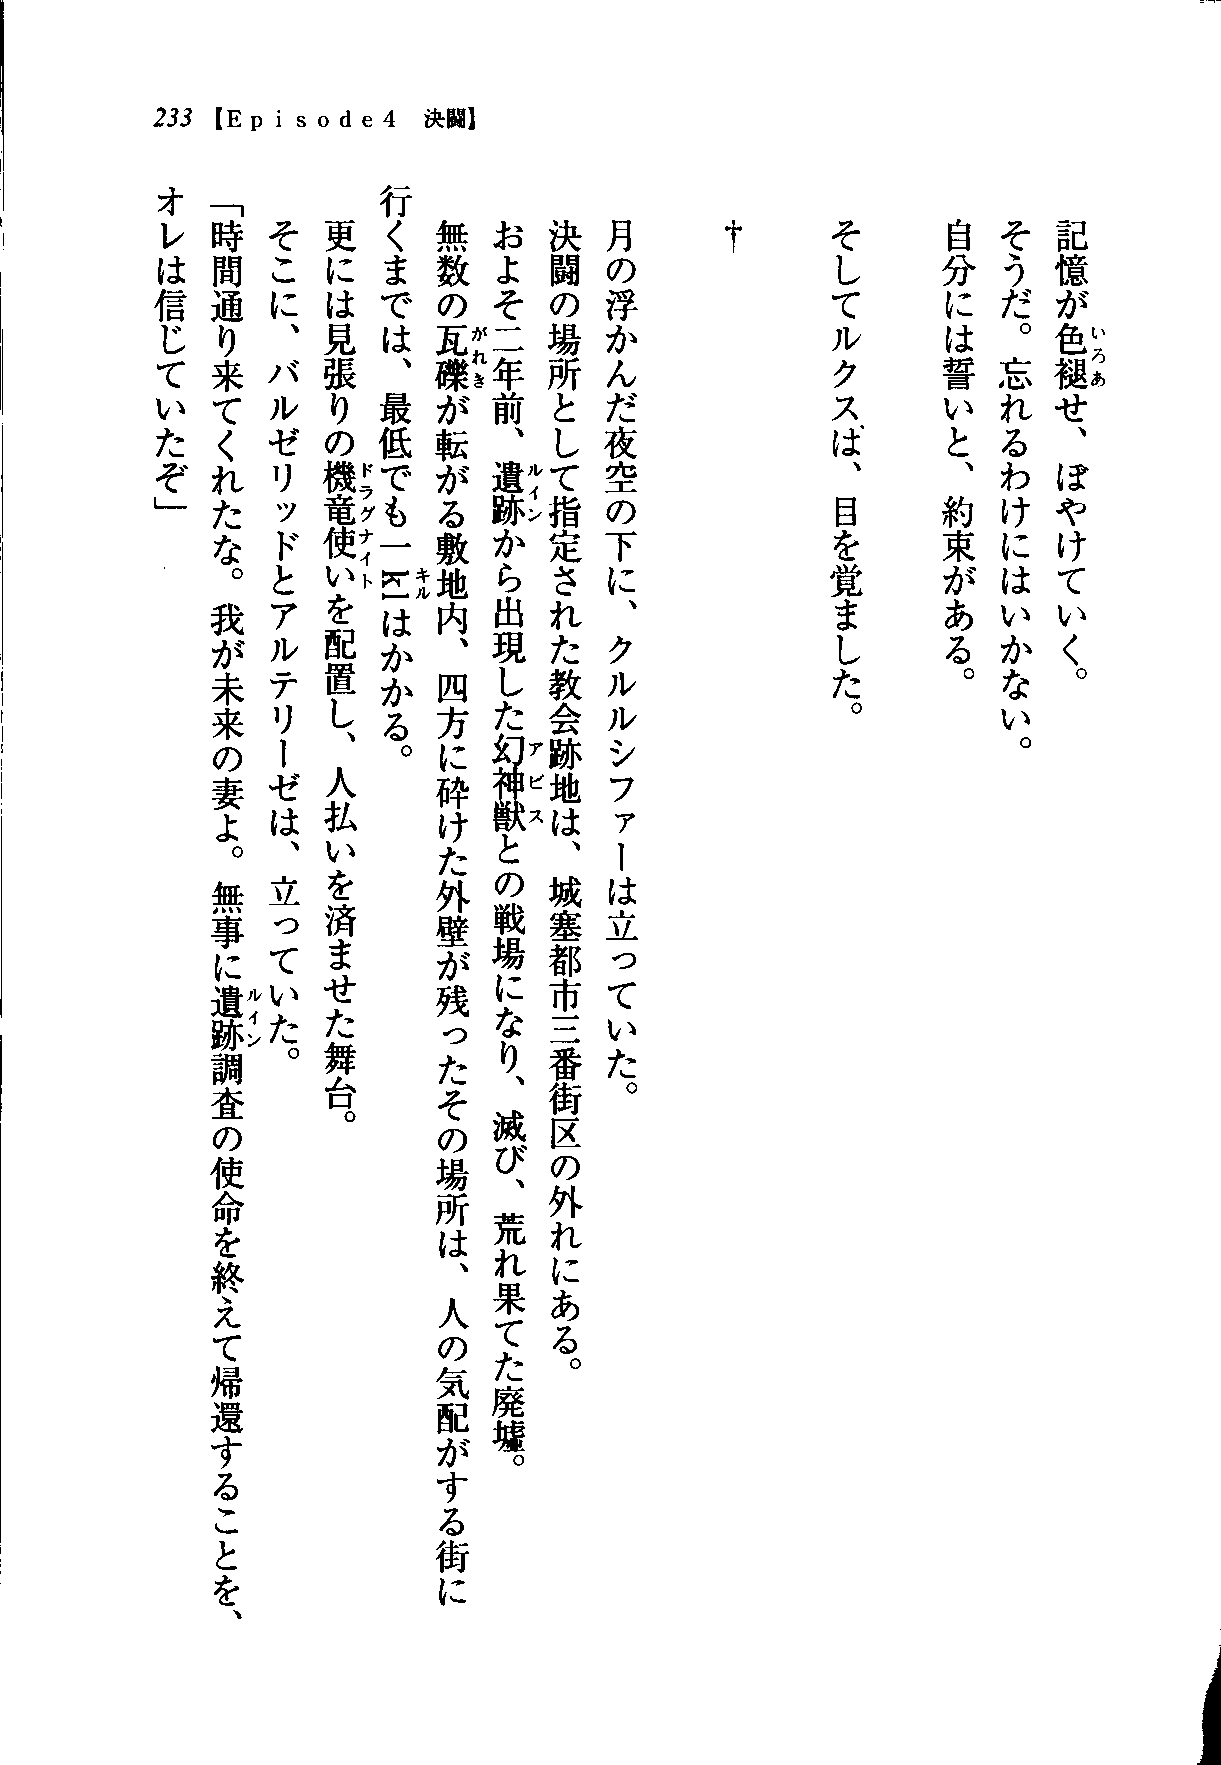 233 【Episode4 決闘】
記憶が色褪せ、ぼやけていく。
そうだ。忘れるわけにはいかない。
自分には誓いと、約束がある。
そしてルクスは、目を覚ました。
†
月の浮かんだ夜空の下に、クルルシファーは立っていた。
決闘の場所として指定された教会跡地は、城塞都市三番街区の外れにある。
およそ二年前、遺跡から出現した幻神獣との戦場になり、滅び、荒れ果てた廃墟。
無数の瓦礫が転がる敷地内、四方に砕けた外壁が残ったその場所は、人の気配がする街に
行くまでは、最低でも一klはかかる。
更には見張りの機竜使いを配置し、人払いを済ませた舞台。
そこに、バルゼリッドとアルテリーゼは、立っていた。
「時間通り来てくれたな。我が未来の妻よ。無事に遺跡調査の使命を終えて帰還することを、
オレは信じていたぞ」